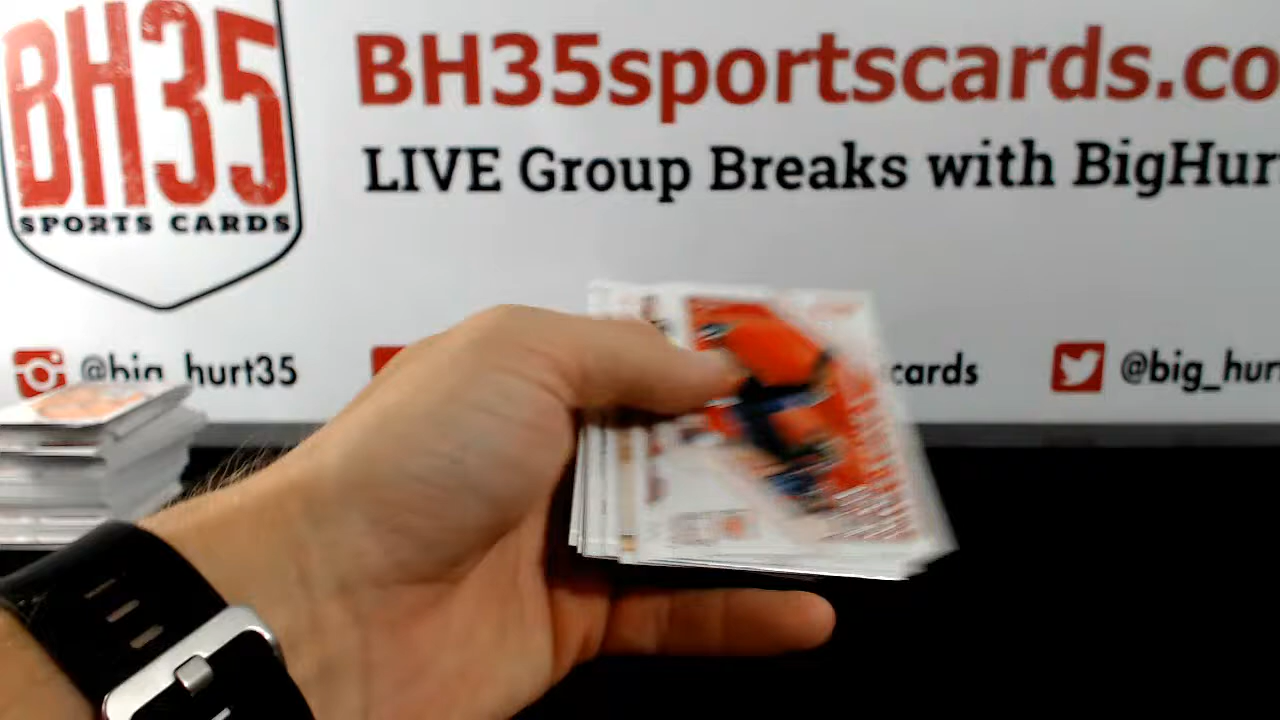 BH35
SPORTS CARDS
BH35sportscards.co
LIVE Group Breaks with BigHur
@big_hurt35
cards
@big_hur